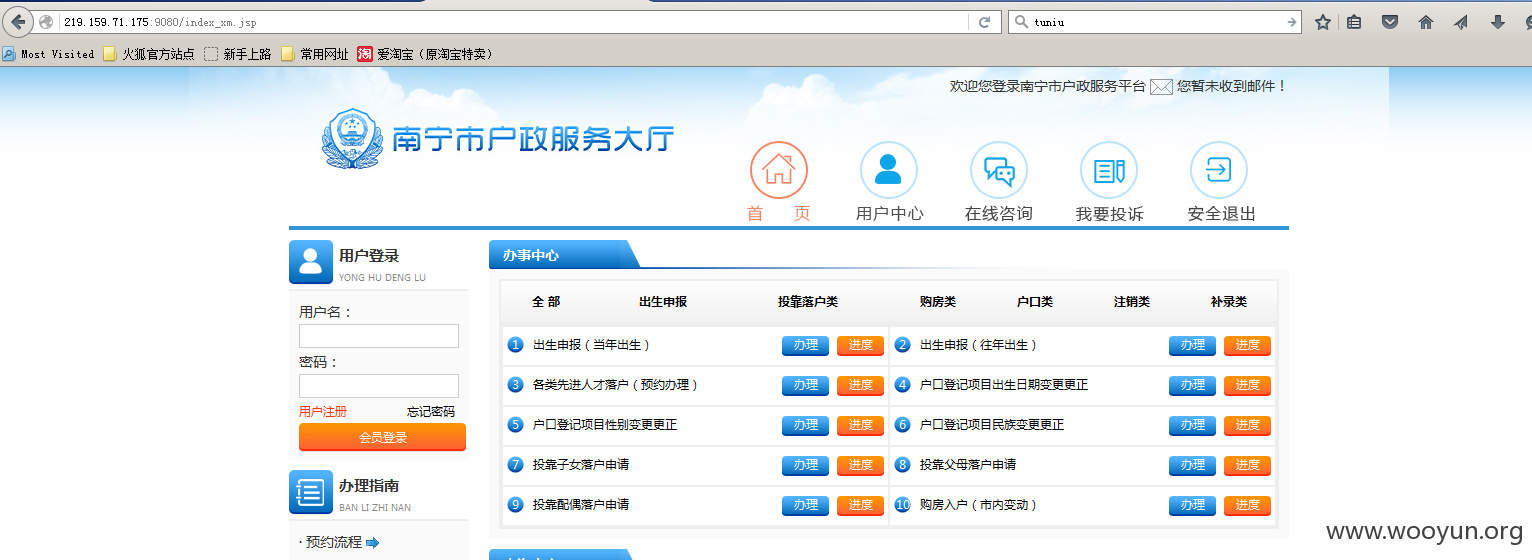 219.159.71.175:9080/index_xm.jsp
tuniu
Most Visited 火狐官方站点 新手上路 常用网址 淘 爱淘宝（原淘宝特卖）
欢迎您登录南宁市户政服务平台 您暂未收到邮件！
南宁市户政服务大厅
首 页 用户中心 在线咨询 我要投诉 安全退出
用户登录
YONG HU DENG LU
用户名：
密码：
用户注册 忘记密码
会员登录
办理指南
BAN LI ZHI NAN
· 预约流程
办事中心
全 部 出生申报 投靠落户类 购房类 户口类 注销类 补录类
1 出生申报（当年出生） 办理 进度 2 出生申报（往年出生） 办理 进度
3 各类先进人才落户（预约办理） 办理 进度 4 户口登记项目出生日期变更更正 办理 进度
5 户口登记项目性别变更更正 办理 进度 6 户口登记项目民族变更更正 办理 进度
7 投靠子女落户申请 办理 进度 8 投靠父母落户申请 办理 进度
9 投靠配偶落户申请 办理 进度 10 购房入户（市内变动） 办理 进度
www.wooyun.org